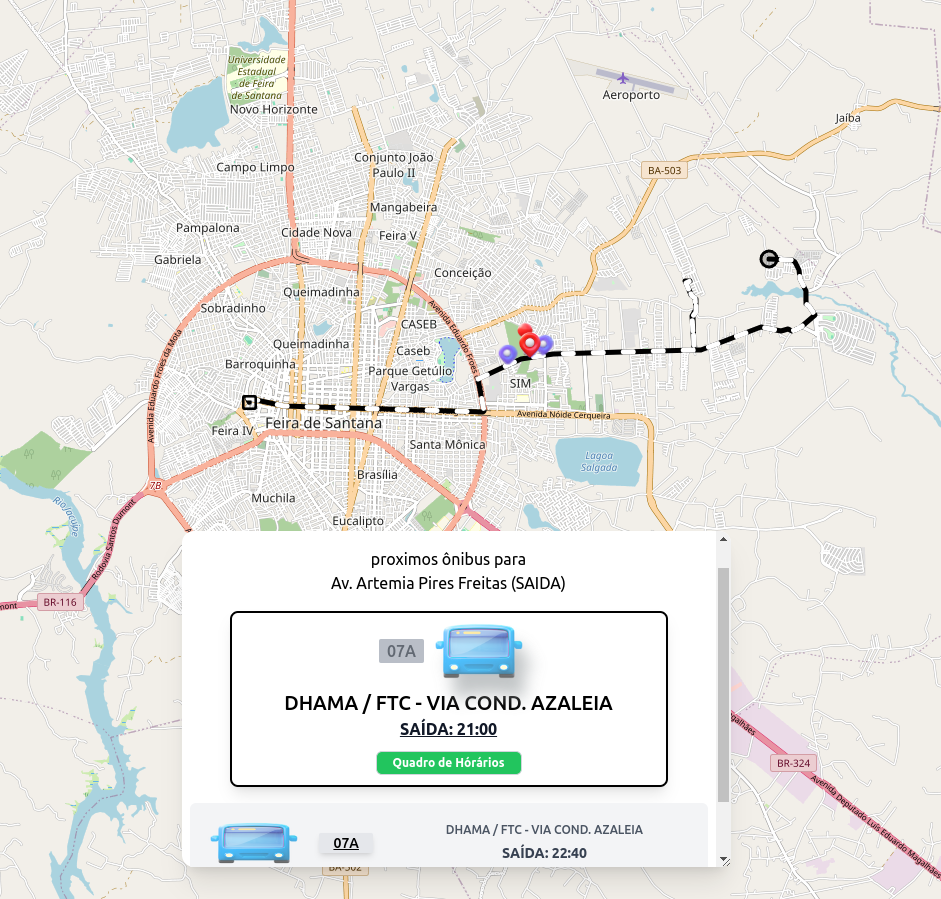 Universidade
Estadual
de Feira
de Santana
Novo Horizonte
Aeroporto
Jaíba
Conjunto João
Paulo II
Campo Limpo
BA-503
Mangabeira
Pampalona
Cidade Nova
Feira V
Gabriela
Conceição
Queimadinha
Sobradinho
Avenida Eduardo Froes
CASEB
Avenida Eduardo Froes da Mota
Queimadinha
Caseb
Barroquinha
Parque Getúlio
Vargas
SIM
Avenida Nóide Cerqueira
Feira de Santana
Feira IV
Santa Mônica
Lagoa
Salgada
Brasília
7B
Muchila
Rio Jacuípe
Rodovia Santos Dumont
Eucalipto
mont
BR-116
proximos ônibus para
Av. Artemia Pires Freitas (SAIDA)
07A
DHAMA / FTC - VIA COND. AZALEIA
SAÍDA: 21:00
Quadro de Hórários
07A
DHAMA / FTC - VIA COND. AZALEIA
SAÍDA: 22:40
BA-502
agalhães
BR-324
Avenida Deputado Luís Eduardo Magalhães